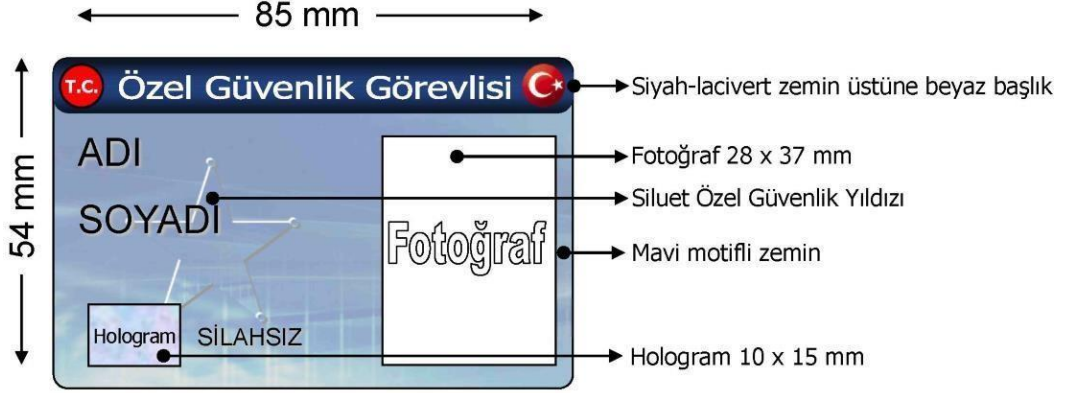 85 mm
54 mm
T.C. Özel Güvenlik Görevlisi
Siyah-lacivert zemin üstüne beyaz başlık
ADI
Fotoğraf 28 x 37 mm
Siluet Özel Güvenlik Yıldızı
SOYADI
Fotoğraf
Mavi motifli zemin
Hologram
SİLAHSIZ
Hologram 10 x 15 mm